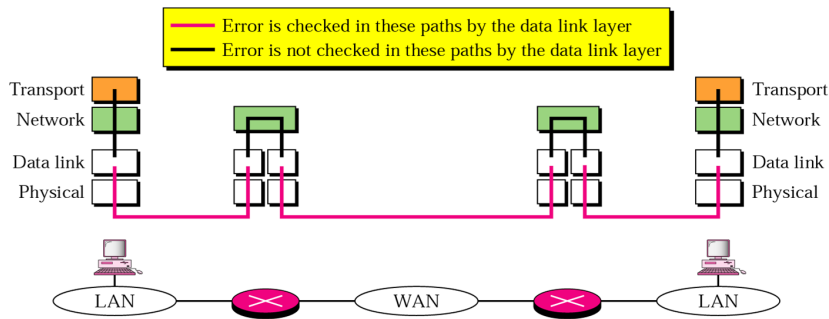 Error is checked in these paths by the data link layer
Error is not checked in these paths by the data link layer
Transport
Transport
Network
Network
Data link
Data link
Physical
Physical
LAN
WAN
LAN